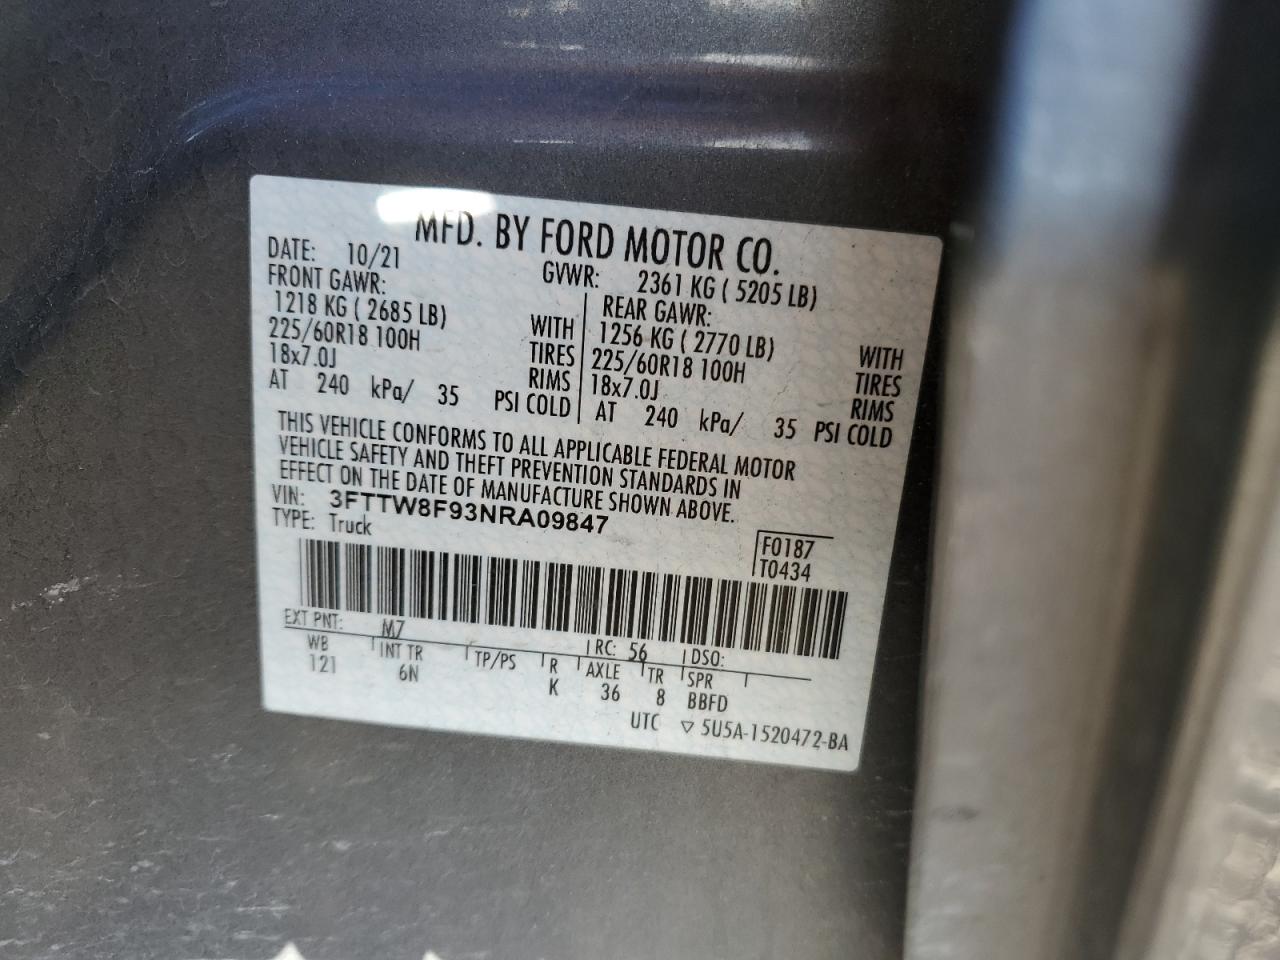 MFD. BY FORD MOTOR CO.
DATE: 10/21 GVWR: 2361 KG ( 5205 LB)
FRONT GAWR: REAR GAWR:
1218 KG ( 2685 LB) WITH 1256 KG ( 2770 LB) WITH
225/60R18 100H TIRES 225/60R18 100H TIRES
18x7.0J RIMS 18x7.0J RIMS
AT 240 kPa/ 35 PSI COLD AT 240 kPa/ 35 PSI COLD
THIS VEHICLE CONFORMS TO ALL APPLICABLE FEDERAL MOTOR
VEHICLE SAFETY AND THEFT PREVENTION STANDARDS IN
EFFECT ON THE DATE OF MANUFACTURE SHOWN ABOVE.
VIN: 3FTTW8F93NRA09847
TYPE: Truck
F0187
T0434
EXT PNT: M7 RC: 56 DSO:
WB INT TR TP/PS R AXLE TR SPR
121 6N K 36 8 BBFD
UTC ▽ 5U5A-1520472-BA